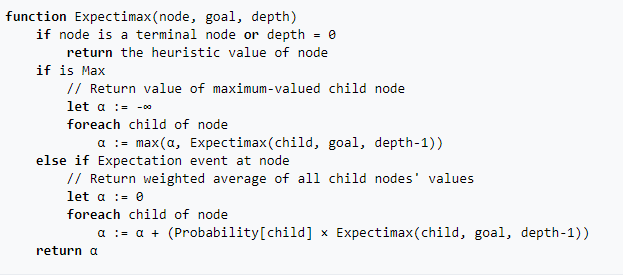 function Expectimax(node, goal, depth)
    if node is a terminal node or depth = 0
        return the heuristic value of node
    if is Max
        // Return value of maximum-valued child node
        let α := -∞
        foreach child of node
            α := max(α, Expectimax(child, goal, depth-1))
    else if Expectation event at node
        // Return weighted average of all child nodes' values
        let α := 0
        foreach child of node
            α := α + (Probability[child] × Expectimax(child, goal, depth-1))
    return α